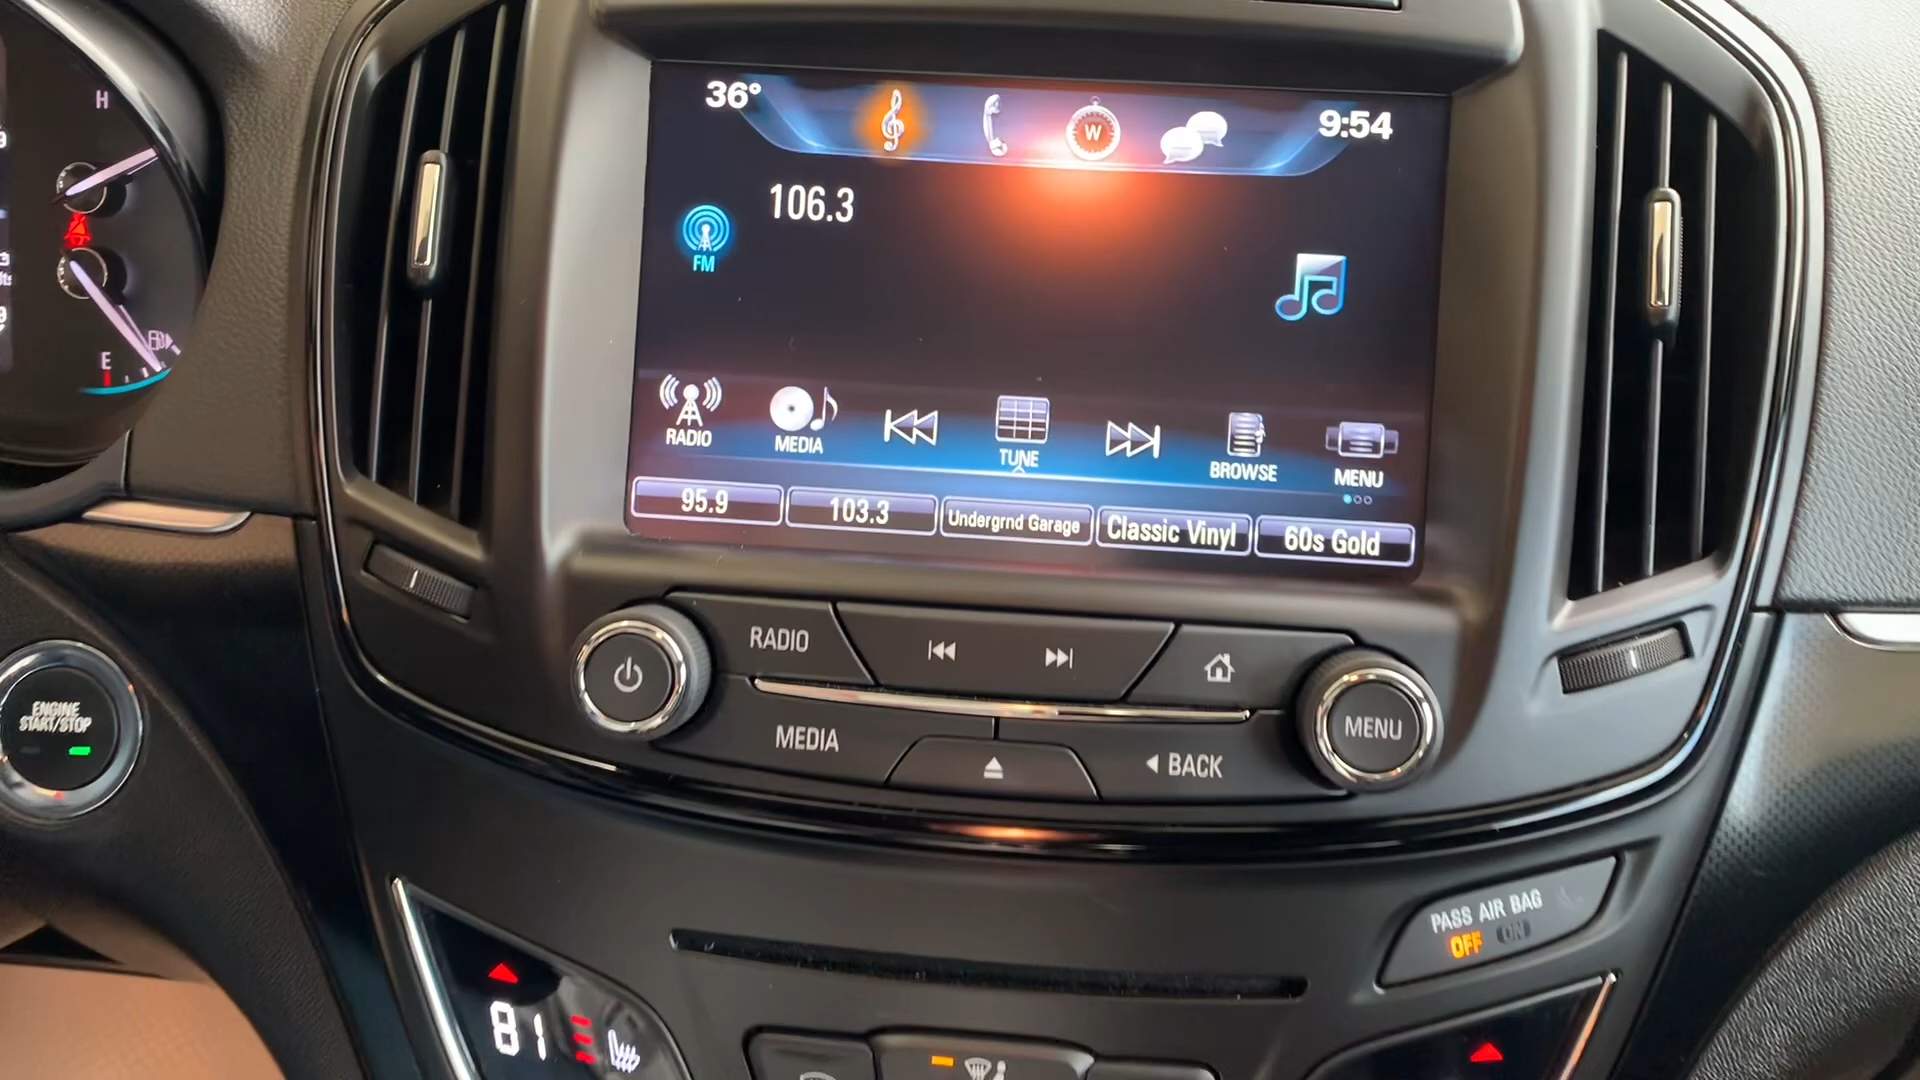 H
E
36°
W
9:54
106.3
FM
RADIO
MEDIA
TUNE
BROWSE
MENU
95.9
103.3
Undergrnd Garage
Classic Vinyl
60s Gold
RADIO
MEDIA
BACK
MENU
ENGINE
START/STOP
PASS AIR BAG
OFF ON
81